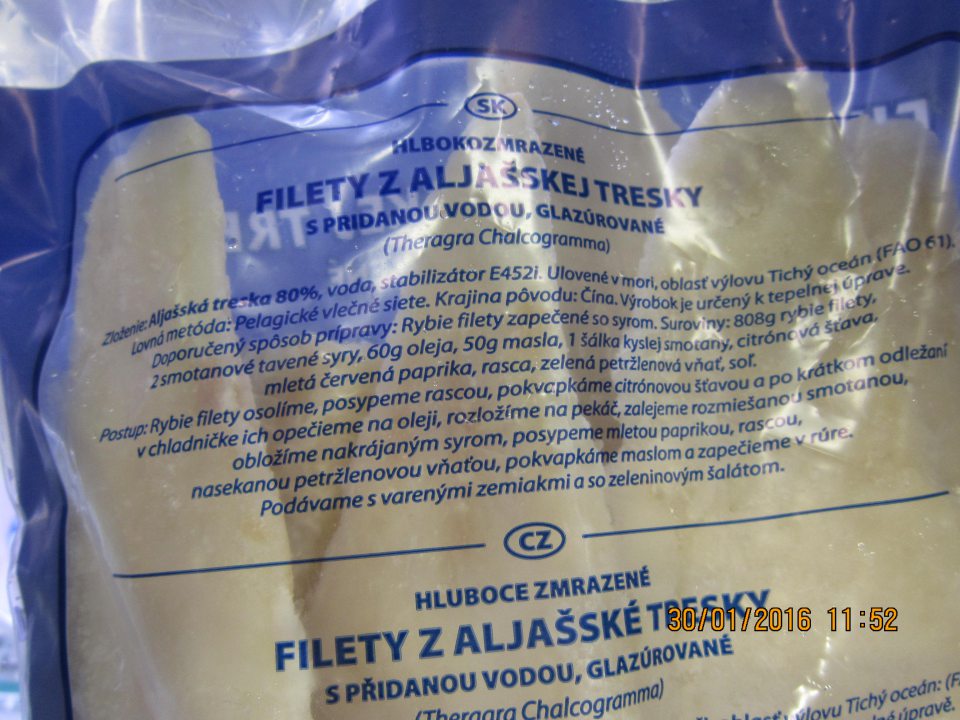 SK
HLBOKOZMRAZENÉ
FILETY Z ALJAŠSKEJ TRESKY
S PRIDANOU VODOU, GLAZÚROVANÉ
(Theragra Chalcogramma)
Zloženie: Aljašská treska 80%, voda, stabilizátor E452i. Ulovené v mori, oblasť výlovu Tichý oceán (FAO 61).
Lovná metóda: Pelagické vlečné siete. Krajina pôvodu: Čína. Výrobok je určený k tepelnej úprave.
Doporučený spôsob prípravy: Rybie filety zapečené so syrom. Suroviny: 808g rybie filety,
2 smotanové tavené syry, 60g oleja, 50g masla, 1 šálka kyslej smotany, citrónová šťava,
mletá červená paprika, rasca, zelená petržlenová vňať, soľ.
Postup: Rybie filety osolíme, posypeme rascou, pokvapkáme citrónovou šťavou a po krátkom odležaní
v chladničke ich opečieme na oleji, rozložíme na pekáč, zalejeme rozmiešanou smotanou,
obložíme nakrájaným syrom, posypeme mletou paprikou, rascou,
nasekanou petržlenovou vňaťou, pokvapkáme maslom a zapečieme v rúre.
Podávame s varenými zemiakmi a so zeleninovým šalátom.
CZ
HLUBOCE ZMRAZENÉ
FILETY Z ALJAŠSKÉ TRESKY
30/01/2016 11:52
S PŘIDANOU VODOU, GLAZÚROVANÉ
(Theragra Chalcogramma)
výlovu Tichý oceán: (FA
úpravě.